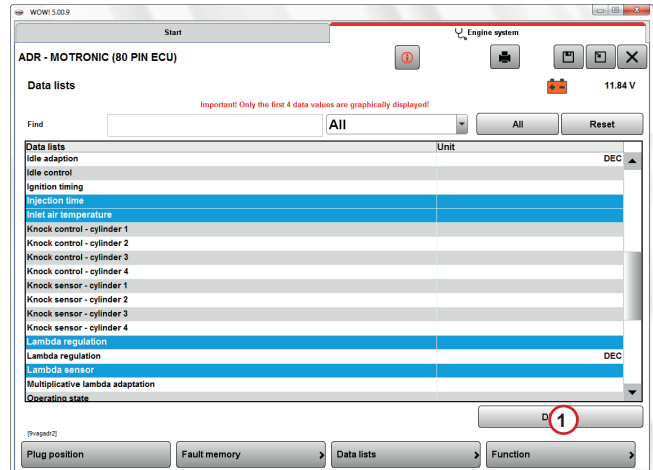 WOW! 5.00.9
Start
Engine system
ADR - MOTRONIC (80 PIN ECU)
Data lists
11.84 V
Important! Only the first 4 data values are graphically displayed!
Find
All
All
Reset
Data lists Unit
Idle adaption DEC
Idle control
Ignition timing
Injection time
Inlet air temperature
Knock control - cylinder 1
Knock control - cylinder 2
Knock control - cylinder 3
Knock control - cylinder 4
Knock sensor - cylinder 1
Knock sensor - cylinder 2
Knock sensor - cylinder 3
Knock sensor - cylinder 4
Lambda regulation
Lambda regulation DEC
Lambda sensor
Multiplicative lambda adaptation
Operating state
1
[9vagadr2]
Plug position
Fault memory
Data lists
Function